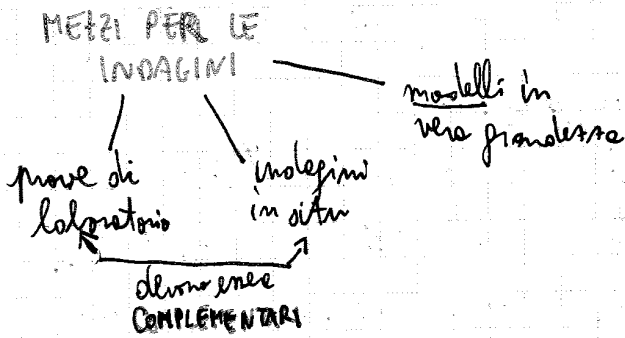 MEZZI PER LE
INDAGINI
modelli in
vera grandezza
prove di
laboratorio
indagini
in situ
devono essere
COMPLEMENTARI